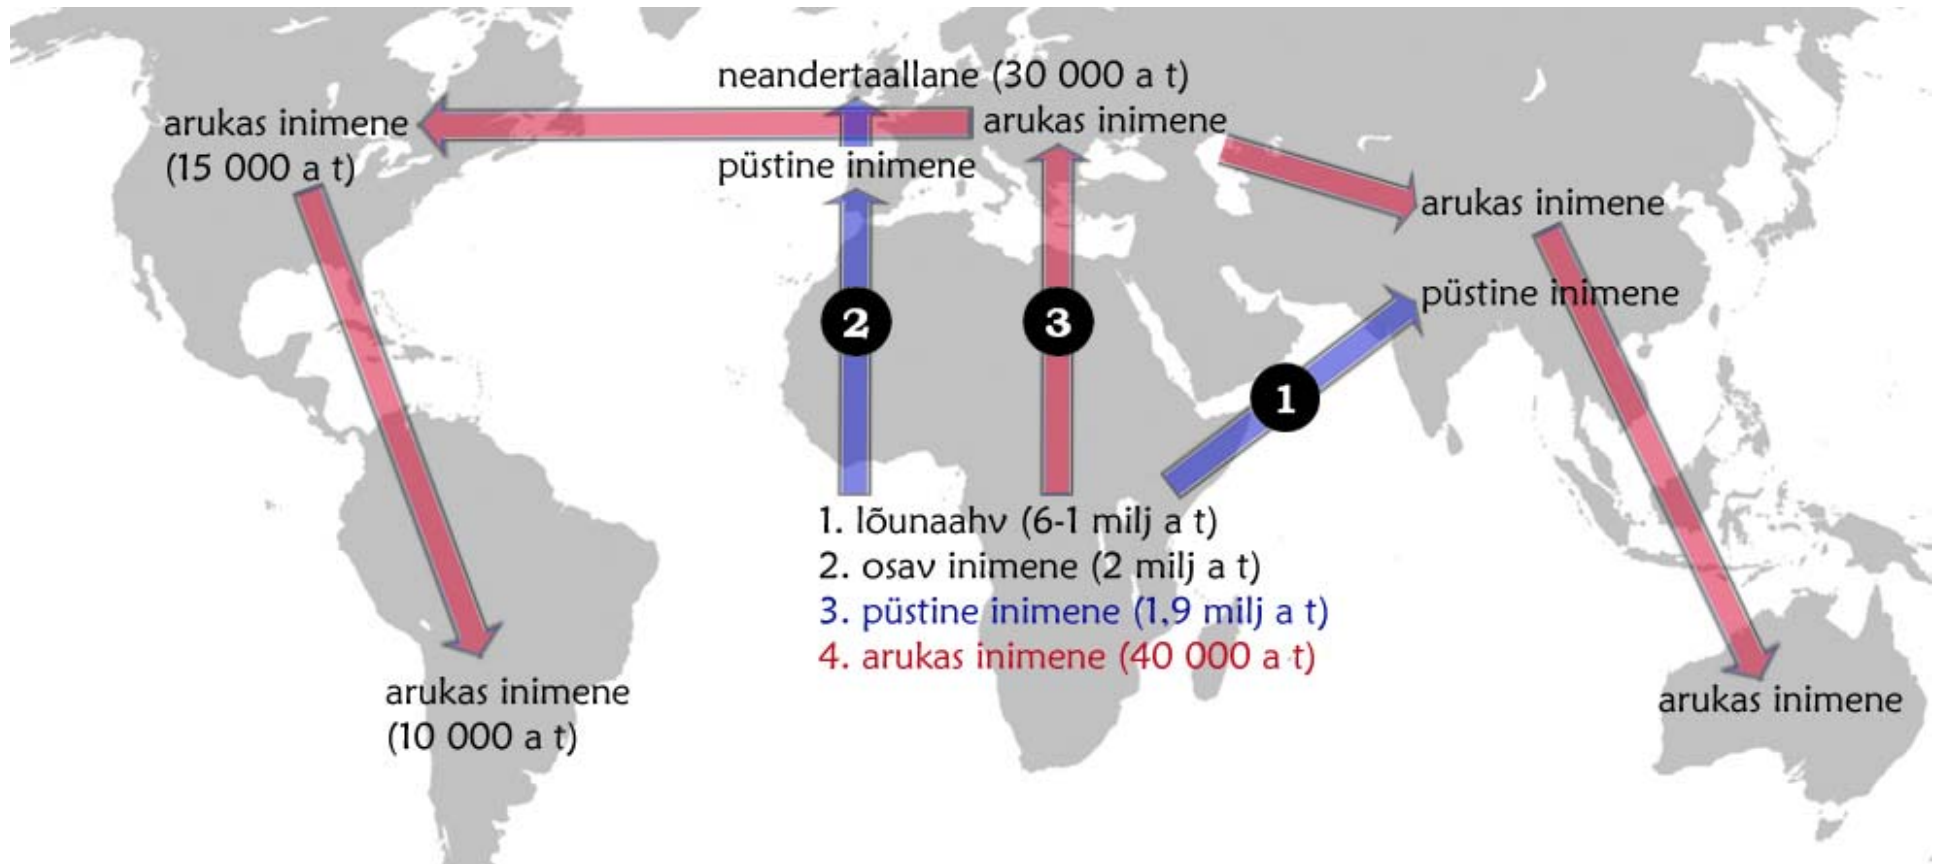 neandertaallane (30 000 a t)
arukas inimene
(15 000 a t)
arukas inimene
püstine inimene
arukas inimene
püstine inimene
2
3
1
1. lõunaahv (6-1 milj a t)
2. osav inimene (2 milj a t)
3. püstine inimene (1,9 milj a t)
4. arukas inimene (40 000 a t)
arukas inimene
(10 000 a t)
arukas inimene